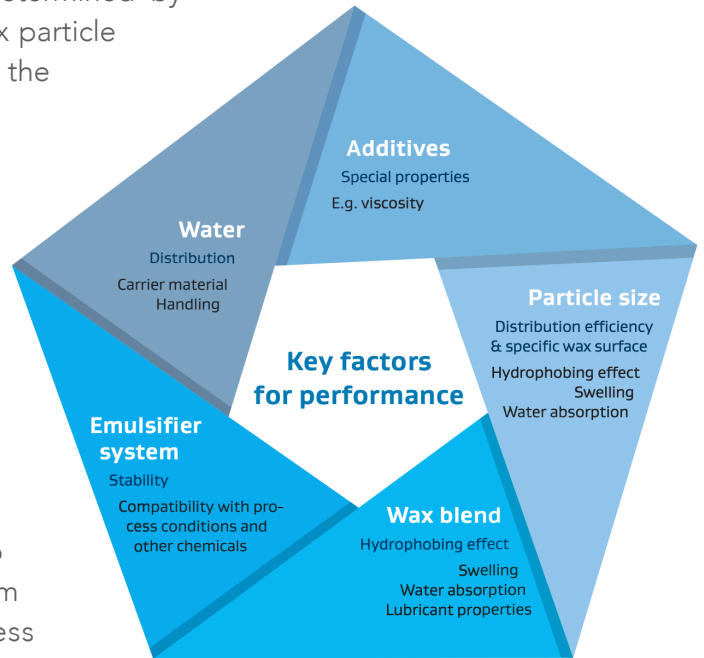 etermined by
x particle
the
Additives
Special properties
E.g. viscosity
Water
Distribution
Carrier material
Handling
Particle size
Distribution efficiency
& specific wax surface
Hydrophobing effect
Swelling
Water absorption
Key factors
for performance
Emulsifier
system
Stability
Compatibility with pro-
cess conditions and
other chemicals
Wax blend
Hydrophobing effect
Swelling
Water absorption
Lubricant properties
m
ess